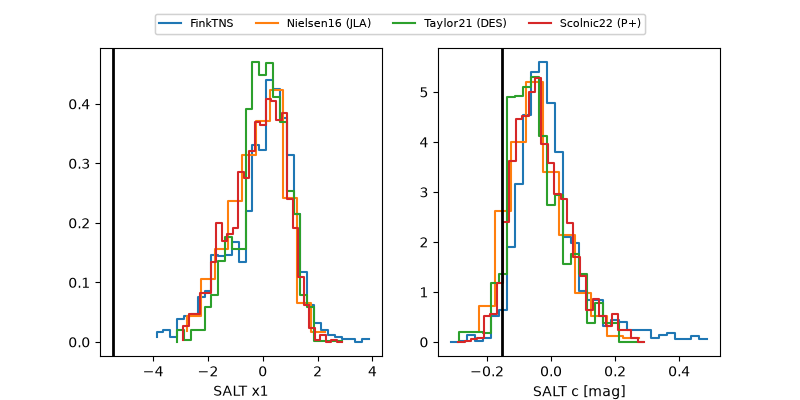 FinkTNS Nielsen16 (JLA) Taylor21 (DES) Scolnic22 (P+)
0.4
0.3
0.2
0.1
0.0
−4 −2 0 2 4
SALT x1
5
4
3
2
1
0
−0.2 0.0 0.2 0.4
SALT c [mag]